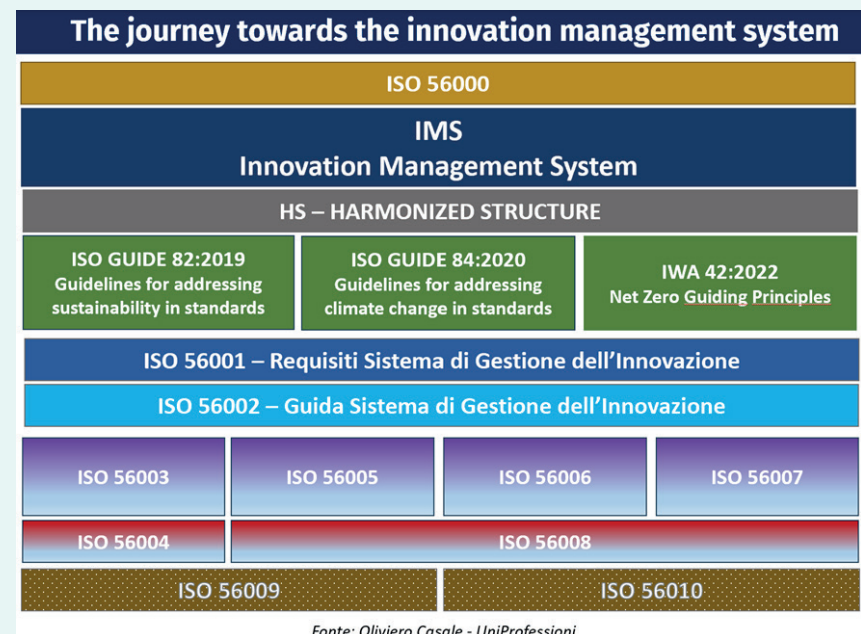 The journey towards the innovation management system
ISO 56000
IMS
Innovation Management System
HS – HARMONIZED STRUCTURE
ISO GUIDE 82:2019
Guidelines for addressing
sustainability in standards
ISO GUIDE 84:2020
Guidelines for addressing
climate change in standards
IWA 42:2022
Net Zero Guiding Principles
ISO 56001 – Requisiti Sistema di Gestione dell’Innovazione
ISO 56002 – Guida Sistema di Gestione dell’Innovazione
ISO 56003
ISO 56005
ISO 56006
ISO 56007
ISO 56004
ISO 56008
ISO 56009
ISO 56010
Fonte: Oliviero Casale - UniProfessioni